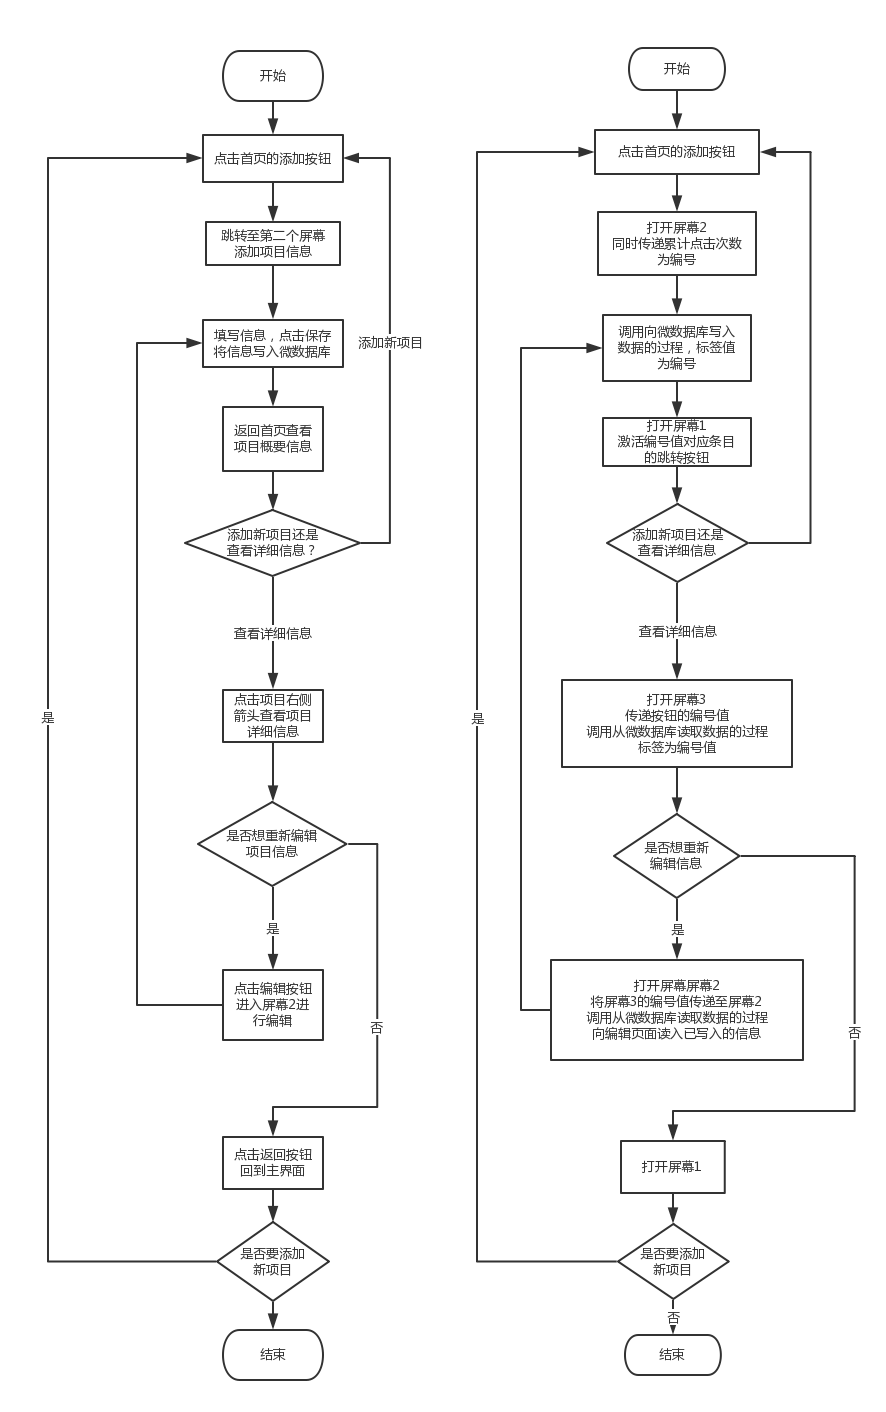 开始
点击首页的添加按钮
跳转至第二个屏幕
添加项目信息
填写信息，点击保存
将信息写入微数据库
添加新项目
返回首页查看
项目概要信息
添加新项目还是
查看详细信息？
查看详细信息
点击项目右侧
箭头查看项目
详细信息
是
是否想重新编辑
项目信息
是
点击编辑按钮
进入屏幕2进
行编辑
否
点击返回按钮
回到主界面
是否要添加
新项目
结束
开始
点击首页的添加按钮
打开屏幕2
同时传递累计点击次数
为编号
调用向微数据库写入
数据的过程，标签值
为编号
打开屏幕1
激活编号值对应条目
的跳转按钮
添加新项目还是
查看详细信息
查看详细信息
打开屏幕3
传递按钮的编号值
调用从微数据库读取数据的过程
标签为编号值
是
是否想重新
编辑信息
是
打开屏幕屏幕2
将屏幕3的编号值传递至屏幕2
调用从微数据库读取数据的过程
向编辑页面读入已写入的信息
否
打开屏幕1
是否要添加
新项目
否
结束